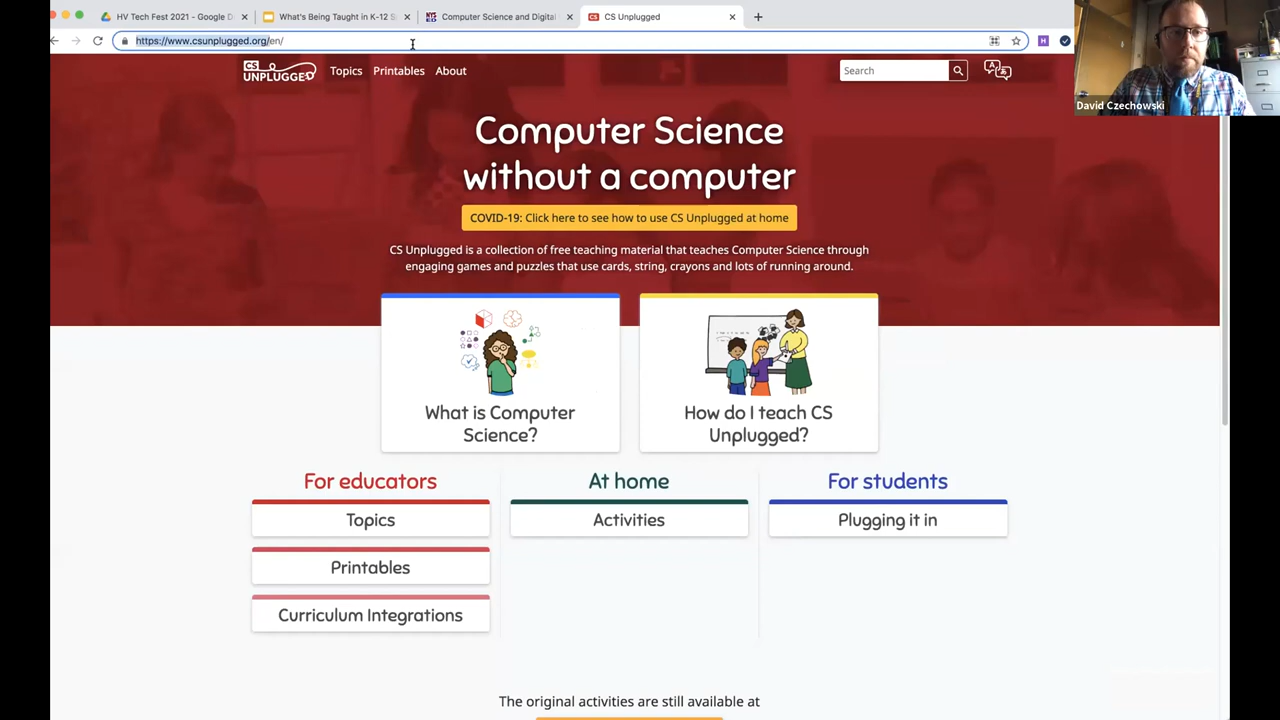 HV Tech Fest 2021 - Google D
What's Being Taught in K-12 S
Computer Science and Digital
CS Unplugged
https://www.csunplugged.org/en/
CS
UNPLUGGED
Topics
Printables
About
Search
David Czechowski
Computer Science
without a computer
COVID-19: Click here to see how to use CS Unplugged at home
CS Unplugged is a collection of free teaching material that teaches Computer Science through
engaging games and puzzles that use cards, string, crayons and lots of running around.
What is Computer
Science?
How do I teach CS
Unplugged?
For educators
Topics
Printables
Curriculum Integrations
At home
Activities
For students
Plugging it in
The original activities are still available at